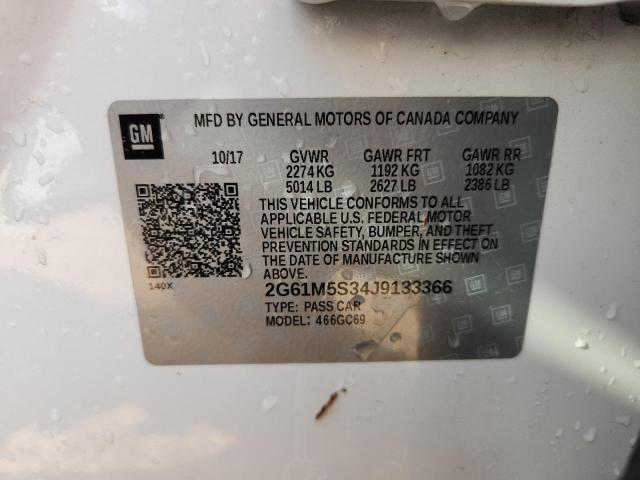 GM
MFD BY GENERAL MOTORS OF CANADA COMPANY
10/17 GVWR GAWR FRT GAWR RR
2274 KG 1192 KG 1082 KG
5014 LB 2627 LB 2386 LB
THIS VEHICLE CONFORMS TO ALL
APPLICABLE U.S. FEDERAL MOTOR
VEHICLE SAFETY, BUMPER, AND THEFT
PREVENTION STANDARDS IN EFFECT ON
THE DATE OF MANUFACTURE SHOWN
ABOVE.
140X
2G61M5S34J9133366
TYPE: PASS CAR
MODEL: 466GC69